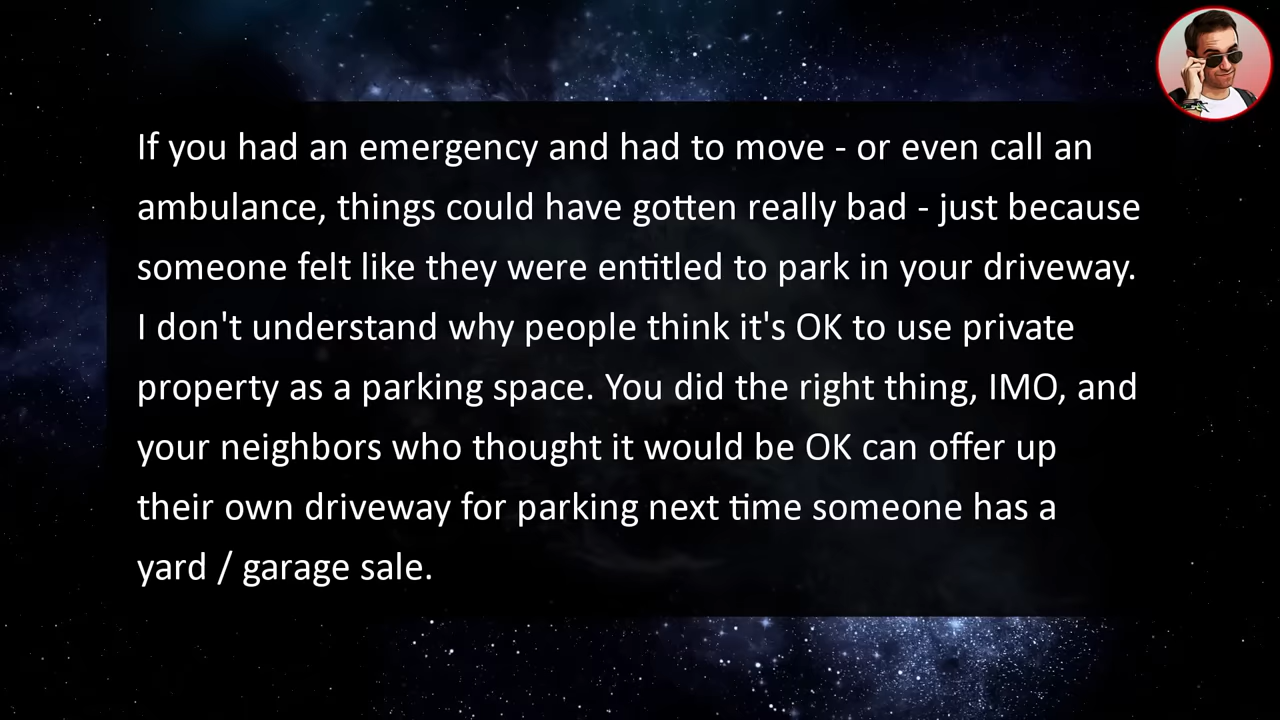 If you had an emergency and had to move - or even call an
ambulance, things could have gotten really bad - just because
someone felt like they were entitled to park in your driveway.
I don't understand why people think it's OK to use private
property as a parking space. You did the right thing, IMO, and
your neighbors who thought it would be OK can offer up
their own driveway for parking next time someone has a
yard / garage sale.